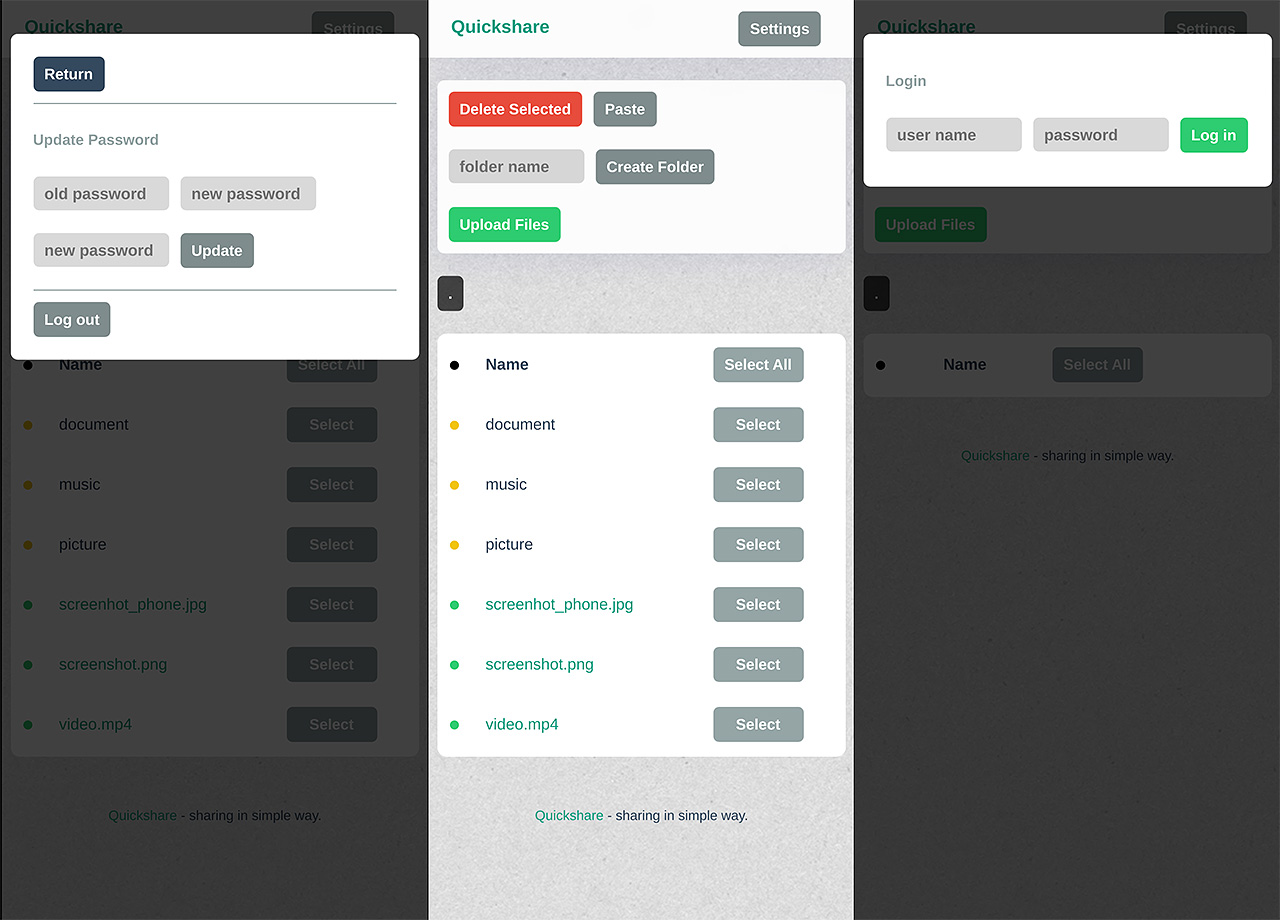 Quickshare Settings
Return
Update Password
old password new password
new password Update
Log out
Name Select All
document Select
music Select
picture Select
screenhot_phone.jpg Select
screenshot.png Select
video.mp4 Select
Quickshare - sharing in simple way.
Quickshare Settings
Delete Selected Paste
folder name Create Folder
Upload Files
.
Name Select All
document Select
music Select
picture Select
screenhot_phone.jpg Select
screenshot.png Select
video.mp4 Select
Quickshare - sharing in simple way.
Quickshare Settings
Login
user name password Log in
Upload Files
.
Name Select All
Quickshare - sharing in simple way.